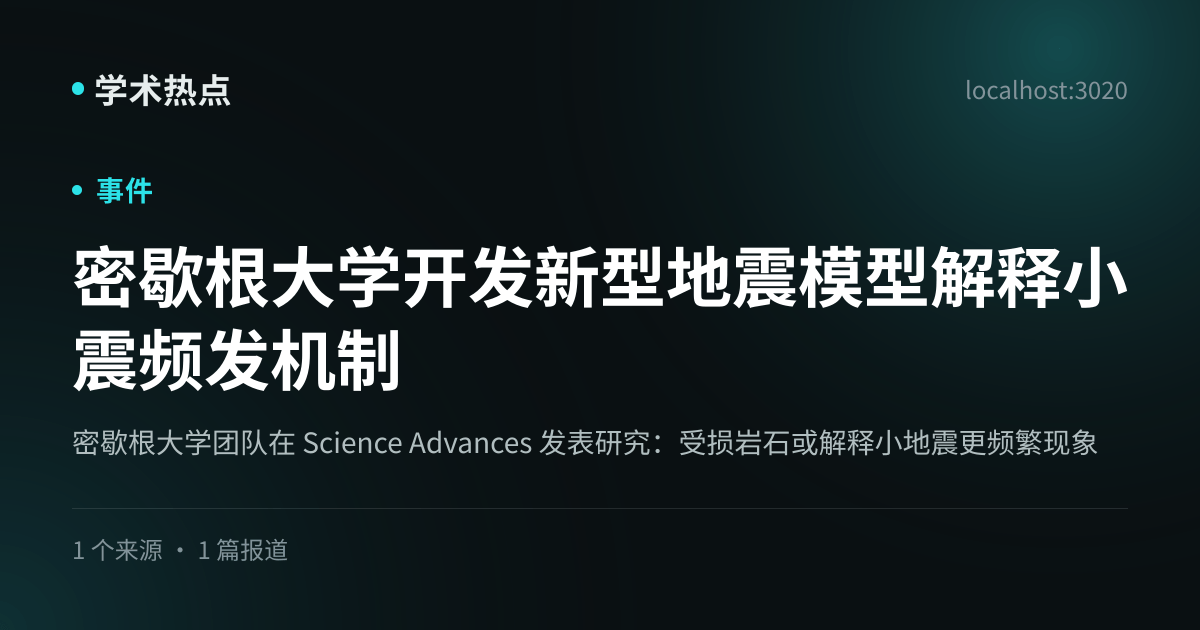 学术热点
localhost:3020
事件
密歇根大学开发新型地震模型解释小
震频发机制
密歇根大学团队在 Science Advances 发表研究：受损岩石或解释小地震更频繁现象
1 个来源 · 1 篇报道